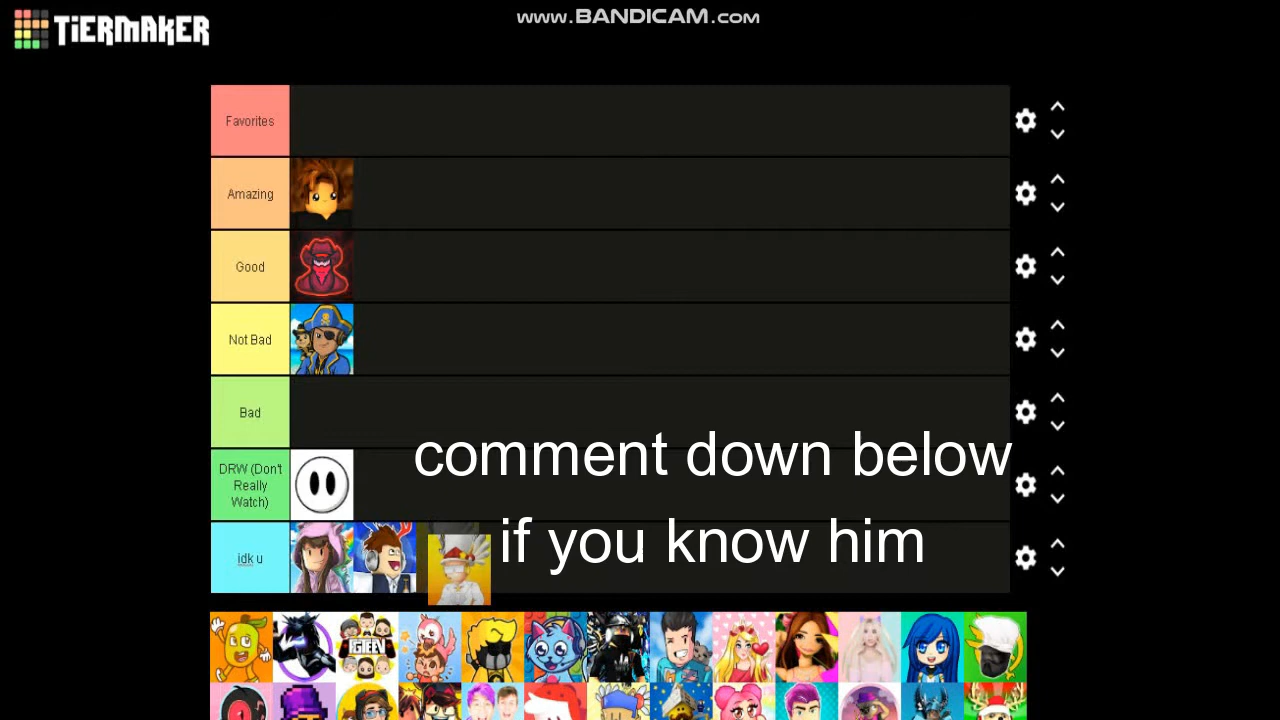 TIERMAKER
WWW.BANDICAM.COM
Favorites
Amazing
Good
Not Bad
Bad
DRW (Don't
Really
Watch)
idk u
comment down below
if you know him
FGTEEV